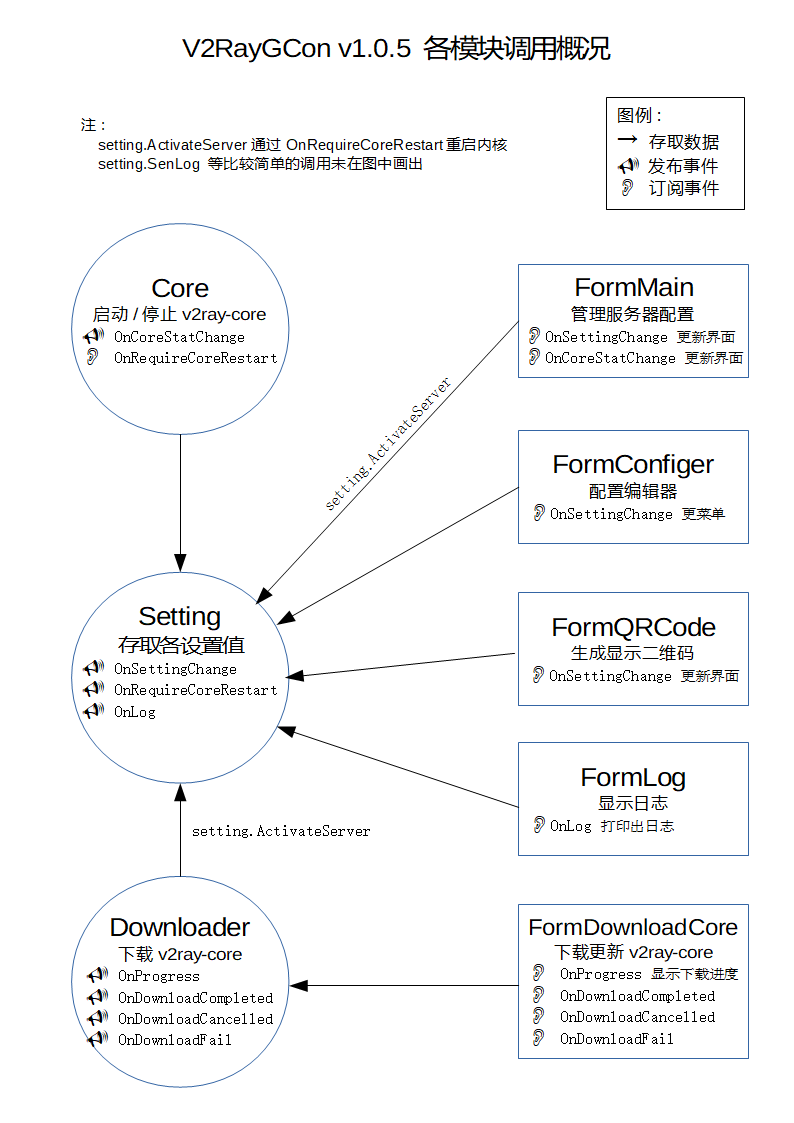 V2RayGCon v1.0.5 各模块调用概况
注：
setting.ActivateServer 通过 OnRequireCoreRestart 重启内核
setting.SenLog 等比较简单的调用未在图中画出
图例：
存取数据
发布事件
订阅事件
Core
启动 / 停止 v2ray-core
OnCoreStatChange
OnRequireCoreRestart
FormMain
管理服务器配置
OnSettingChange 更新界面
OnCoreStatChange 更新界面
setting.ActivateServer
FormConfiger
配置编辑器
OnSettingChange 更菜单
Setting
存取各设置值
OnSettingChange
OnRequireCoreRestart
OnLog
FormQRCode
生成显示二维码
OnSettingChange 更新界面
FormLog
显示日志
OnLog 打印出日志
setting.ActivateServer
Downloader
下载 v2ray-core
OnProgress
OnDownloadCompleted
OnDownloadCancelled
OnDownloadFail
FormDownloadCore
下载更新 v2ray-core
OnProgress 显示下载进度
OnDownloadCompleted
OnDownloadCancelled
OnDownloadFail